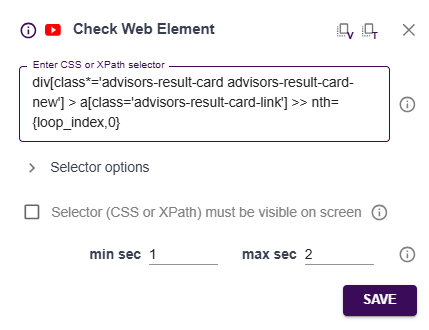 Check Web Element
V
T
Enter CSS or XPath selector
div[class*='advisors-result-card advisors-result-card-
new'] > a[class='advisors-result-card-link'] >> nth=
{loop_index,0}
Selector options
Selector (CSS or XPath) must be visible on screen
min sec 1 max sec 2
SAVE